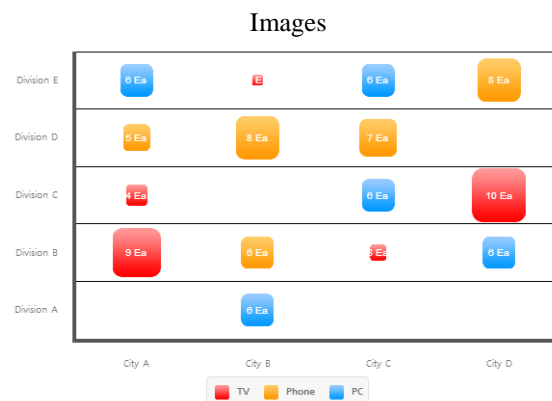 Images
Division E
6 Ea
E
6 Ea
8 Ea
Division D
5 Ea
8 Ea
7 Ea
Division C
4 Ea
6 Ea
10 Ea
Division B
9 Ea
6 Ea
3 Ea
6 Ea
Division A
6 Ea
City A City B City C City D
TV Phone PC